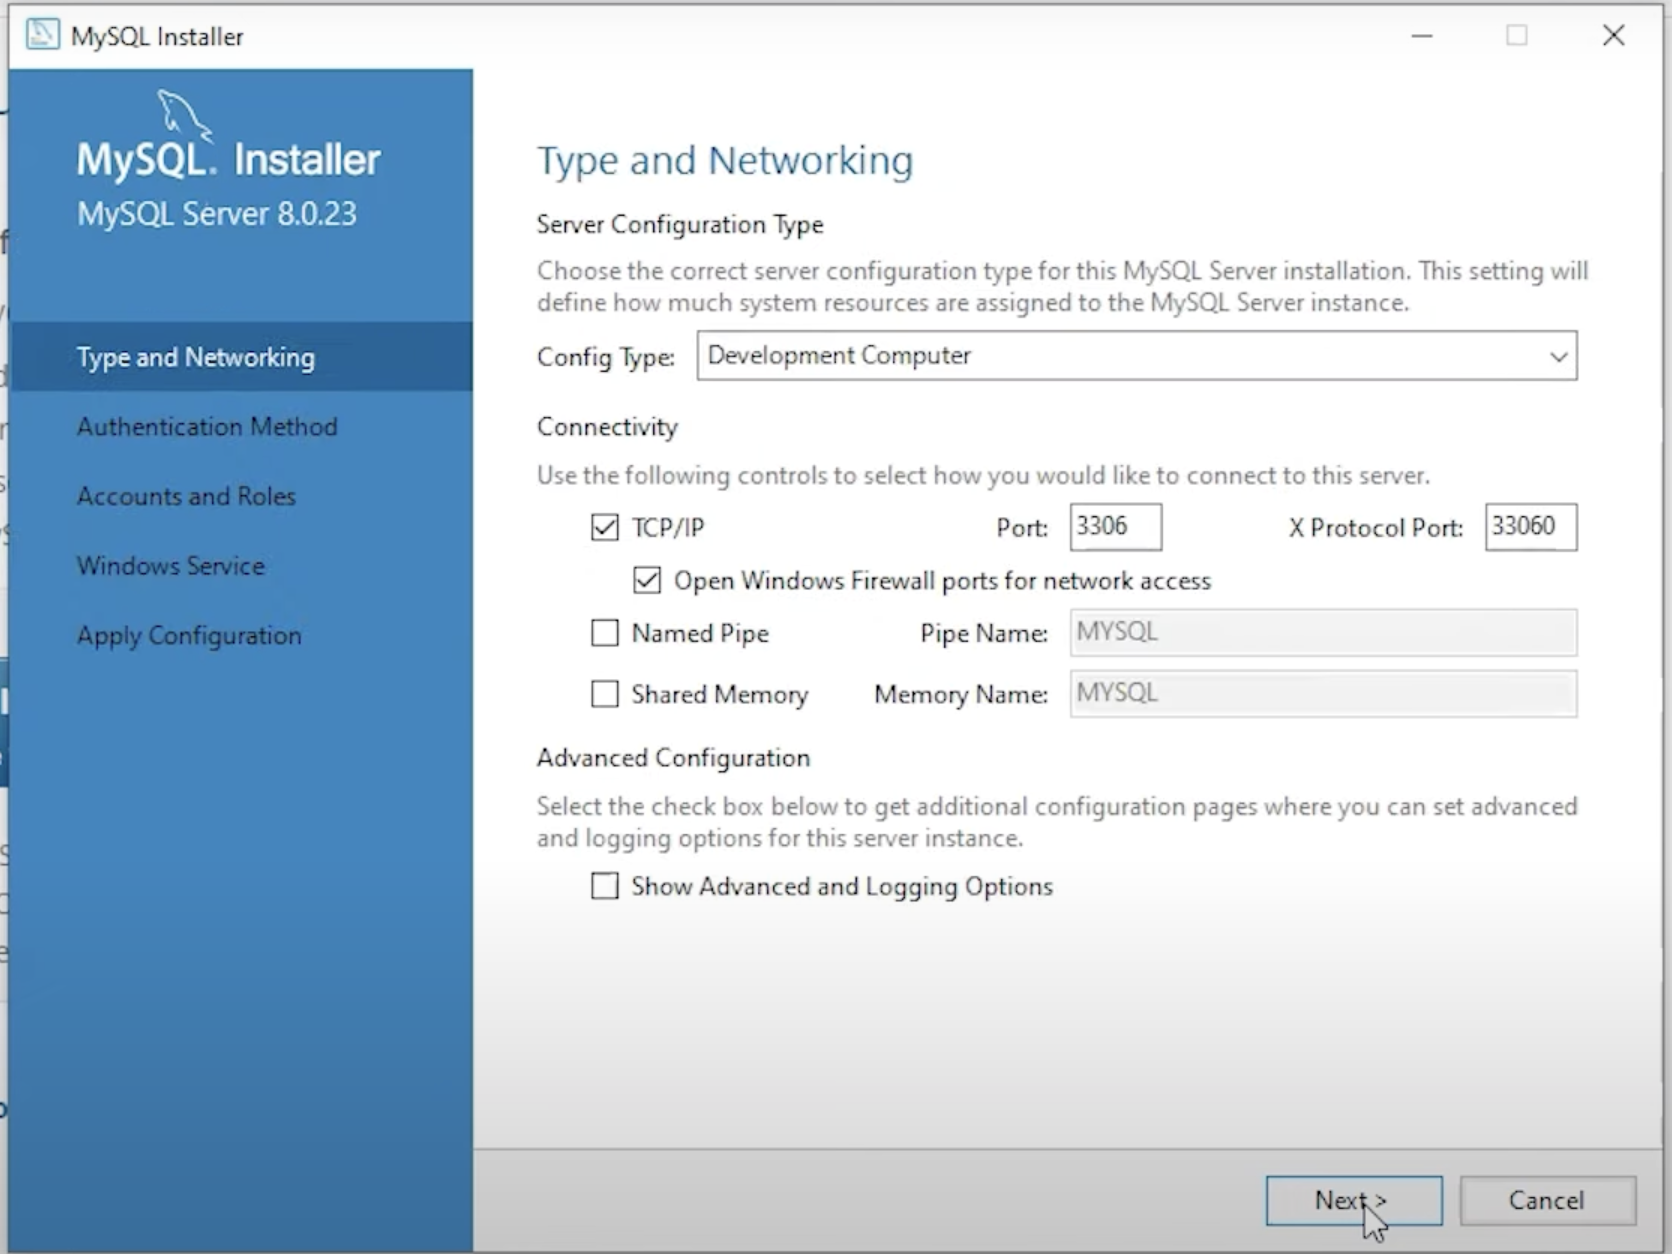 MySQL Installer
MySQL. Installer
MySQL Server 8.0.23
Type and Networking
Authentication Method
Accounts and Roles
Windows Service
Apply Configuration
Type and Networking
Server Configuration Type
Choose the correct server configuration type for this MySQL Server installation. This setting will
define how much system resources are assigned to the MySQL Server instance.
Config Type: Development Computer
Connectivity
Use the following controls to select how you would like to connect to this server.
TCP/IP Port: 3306 X Protocol Port: 33060
Open Windows Firewall ports for network access
Named Pipe Pipe Name: MYSQL
Shared Memory Memory Name: MYSQL
Advanced Configuration
Select the check box below to get additional configuration pages where you can set advanced
and logging options for this server instance.
Show Advanced and Logging Options
Next > Cancel